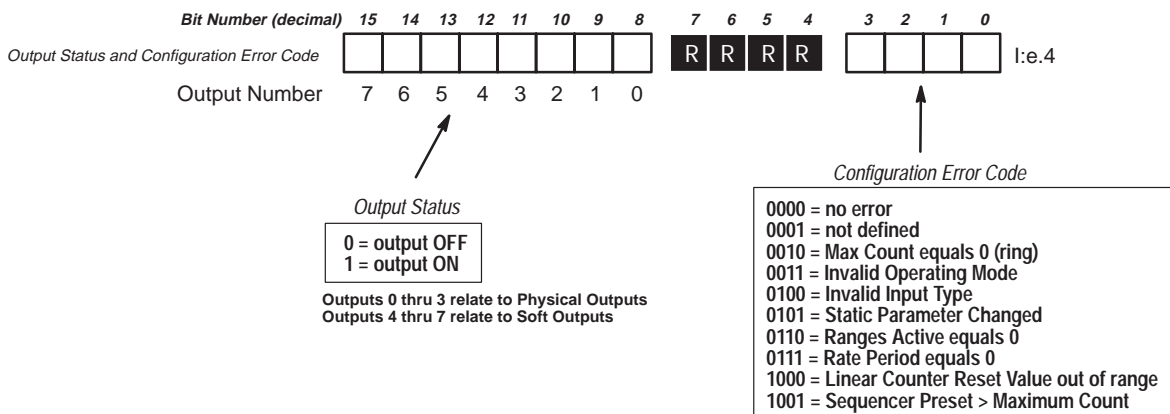 Bit Number (decimal) 15 14 13 12 11 10 9 8 7 6 5 4 3 2 1 0
Output Status and Configuration Error Code R R R R I:e.4
Output Number 7 6 5 4 3 2 1 0
Output Status
0 = output OFF
1 = output ON
Outputs 0 thru 3 relate to Physical Outputs
Outputs 4 thru 7 relate to Soft Outputs
Configuration Error Code
0000 = no error
0001 = not defined
0010 = Max Count equals 0 (ring)
0011 = Invalid Operating Mode
0100 = Invalid Input Type
0101 = Static Parameter Changed
0110 = Ranges Active equals 0
0111 = Rate Period equals 0
1000 = Linear Counter Reset Value out of range
1001 = Sequencer Preset > Maximum Count